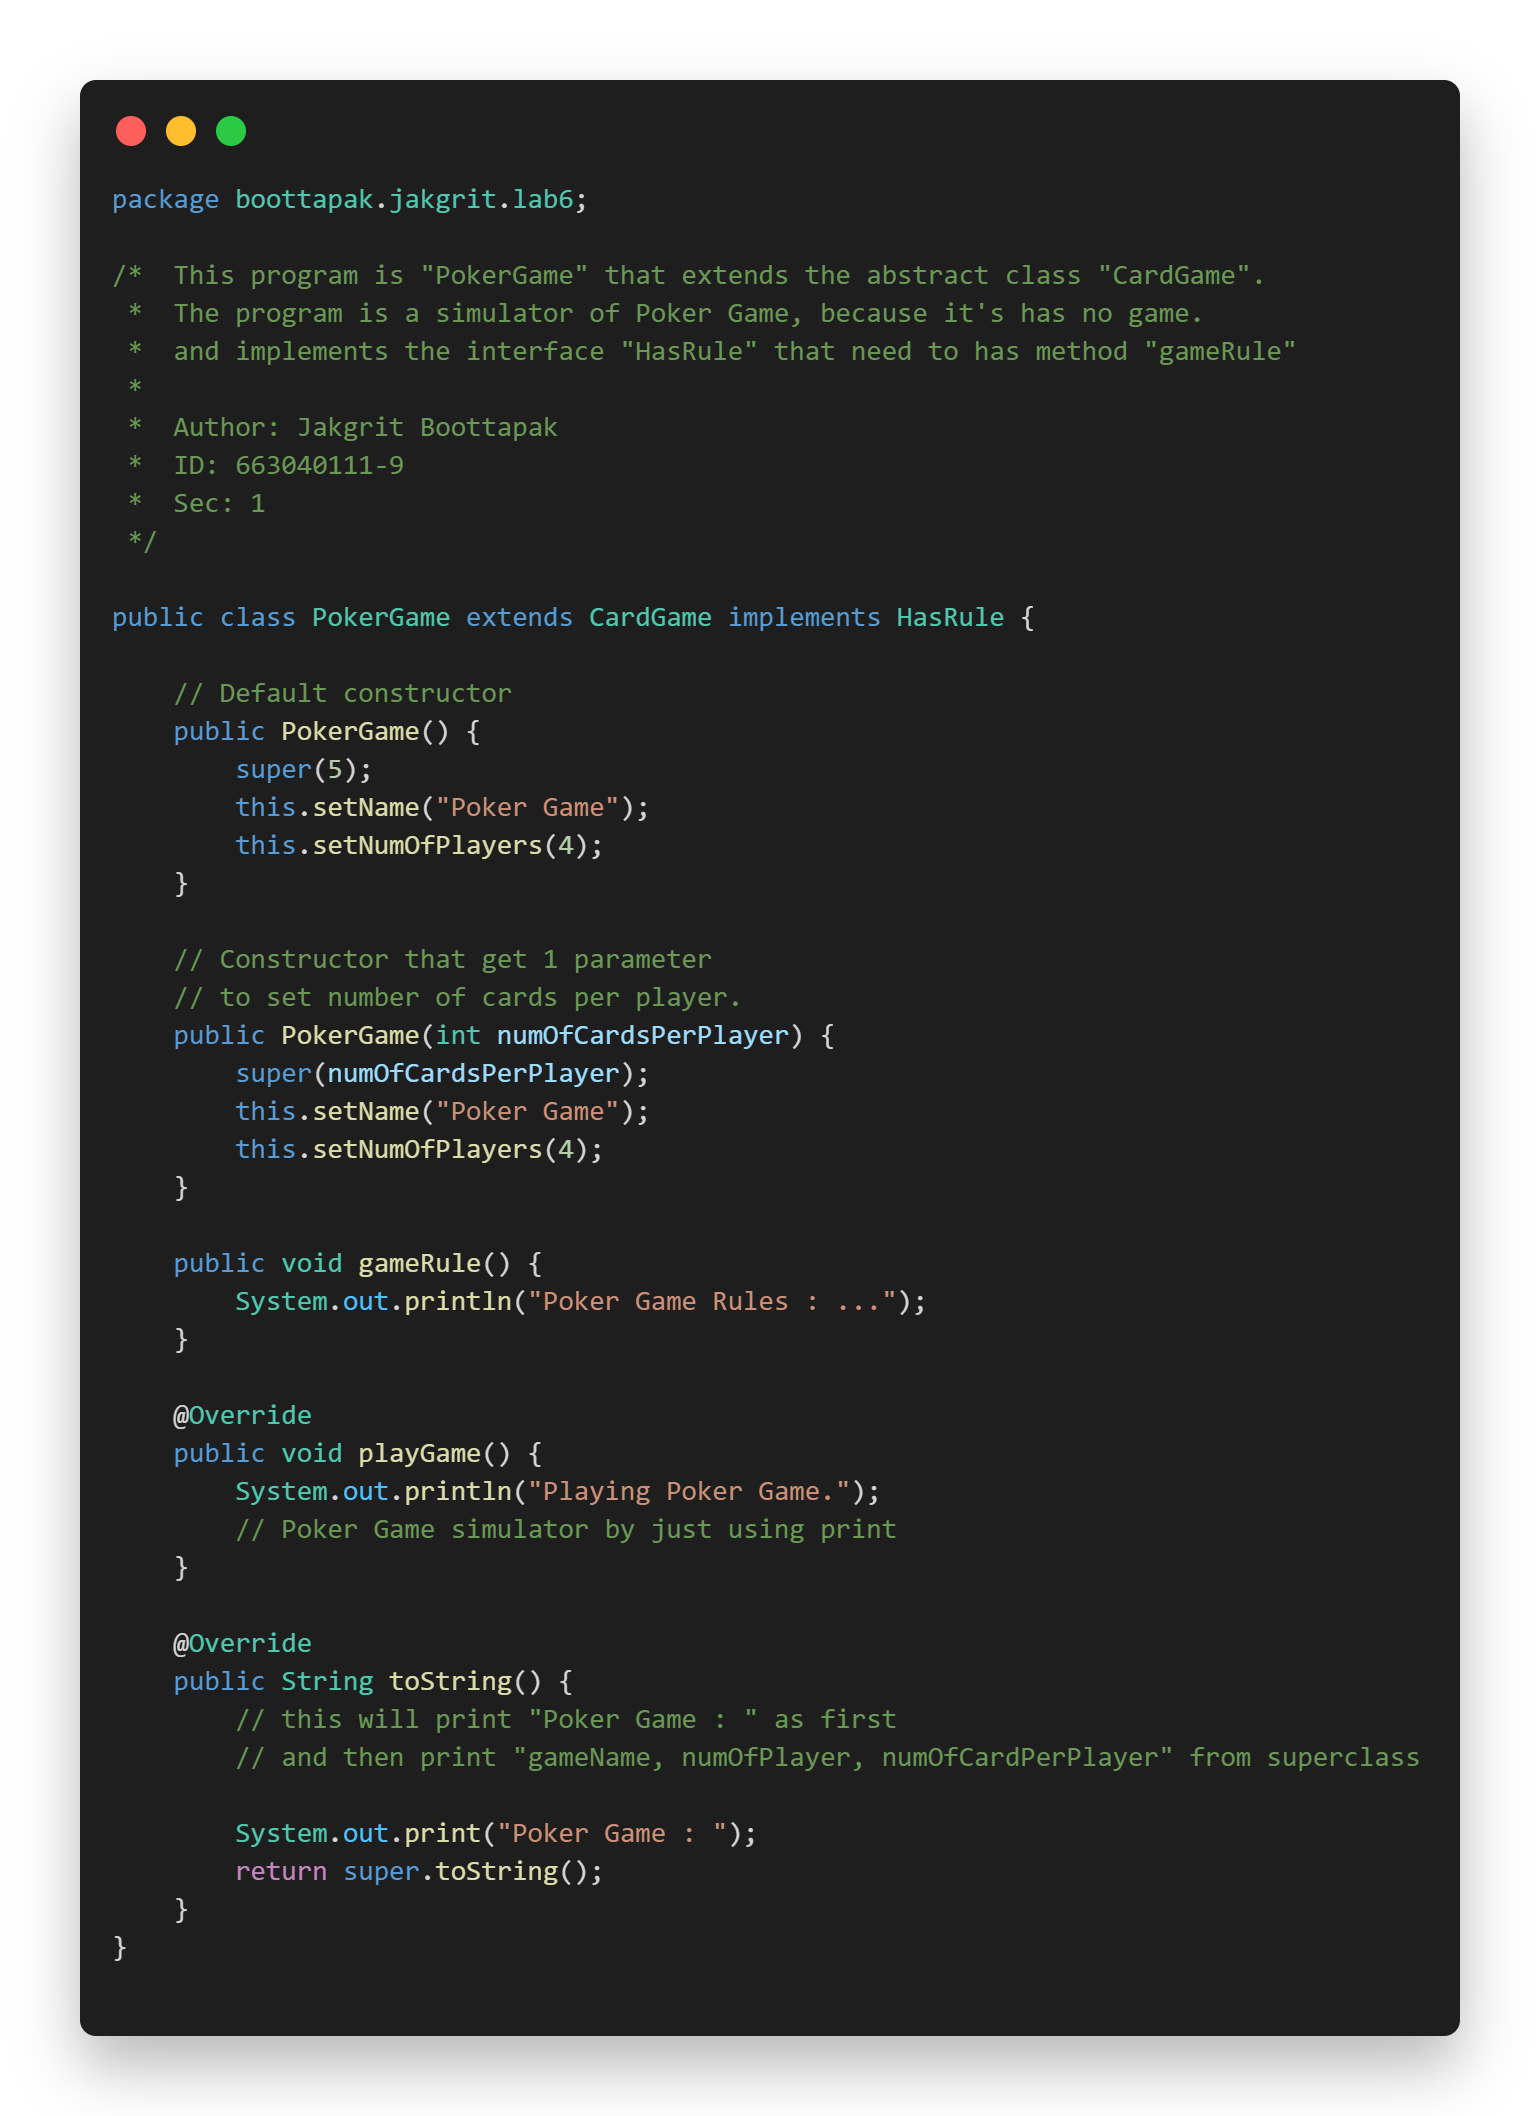 package boottapak.jakgrit.lab6;

/*  This program is "PokerGame" that extends the abstract class "CardGame".
 *  The program is a simulator of Poker Game, because it's has no game.
 *  and implements the interface "HasRule" that need to has method "gameRule"
 *
 *  Author: Jakgrit Boottapak
 *  ID: 663040111-9
 *  Sec: 1
 */

public class PokerGame extends CardGame implements HasRule {

    // Default constructor
    public PokerGame() {
        super(5);
        this.setName("Poker Game");
        this.setNumOfPlayers(4);
    }

    // Constructor that get 1 parameter
    // to set number of cards per player.
    public PokerGame(int numOfCardsPerPlayer) {
        super(numOfCardsPerPlayer);
        this.setName("Poker Game");
        this.setNumOfPlayers(4);
    }

    public void gameRule() {
        System.out.println("Poker Game Rules : ...");
    }

    @Override
    public void playGame() {
        System.out.println("Playing Poker Game.");
        // Poker Game simulator by just using print
    }

    @Override
    public String toString() {
        // this will print "Poker Game : " as first
        // and then print "gameName, numOfPlayer, numOfCardPerPlayer" from superclass

        System.out.print("Poker Game : ");
        return super.toString();
    }
}